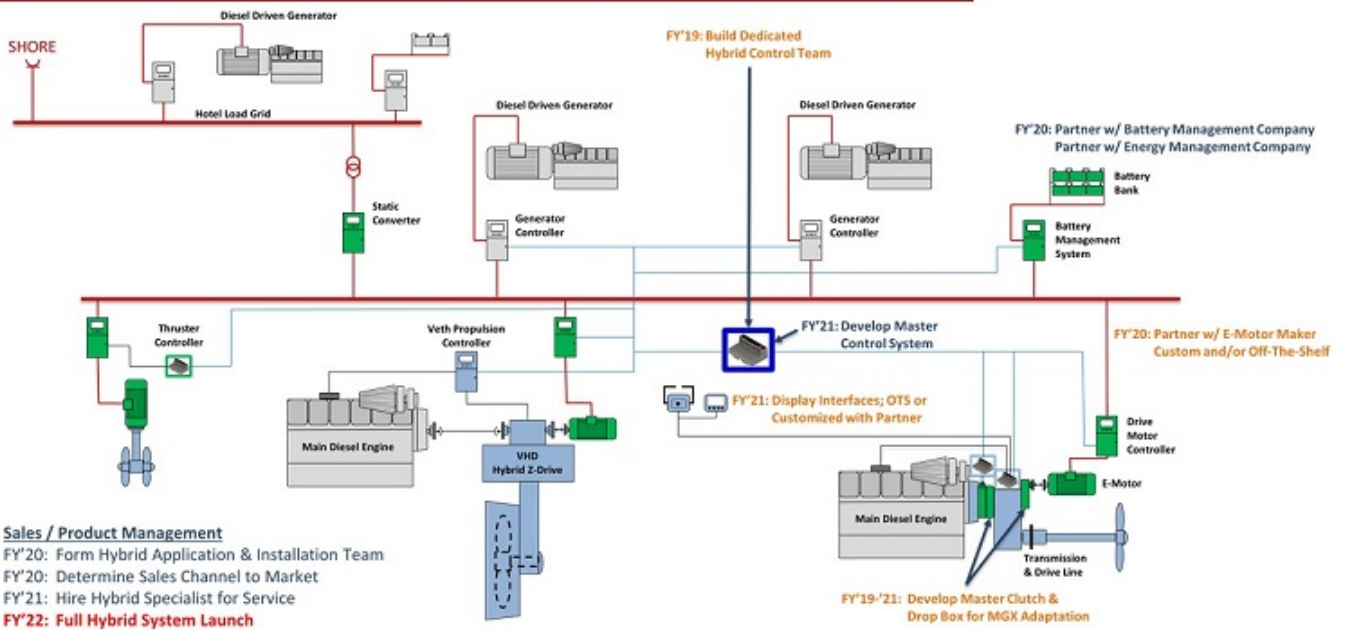 Diesel Driven Generator
SHORE
Hotel Load Grid
FY'19: Build Dedicated
Hybrid Control Team
Diesel Driven Generator
Diesel Driven Generator
FY'20: Partner w/ Battery Management Company
Partner w/ Energy Management Company
Battery
Bank
Static
Converter
Generator
Controller
Generator
Controller
Battery
Management
System
Thruster
Controller
Veth Propulsion
Controller
FY'21: Develop Master
Control System
FY'20: Partner w/ E-Motor Maker
Custom and/or Off-The-Shelf
FY'21: Display Interfaces; OTS or
Customized with Partner
Main Diesel Engine
VHD
Hybrid Z-Drive
Drive
Motor
Controller
E-Motor
Main Diesel Engine
Transmission
& Drive Line
FY'19-'21: Develop Master Clutch &
Drop Box for MGX Adaptation
Sales / Product Management
FY'20: Form Hybrid Application & Installation Team
FY'20: Determine Sales Channel to Market
FY'21: Hire Hybrid Specialist for Service
FY'22: Full Hybrid System Launch